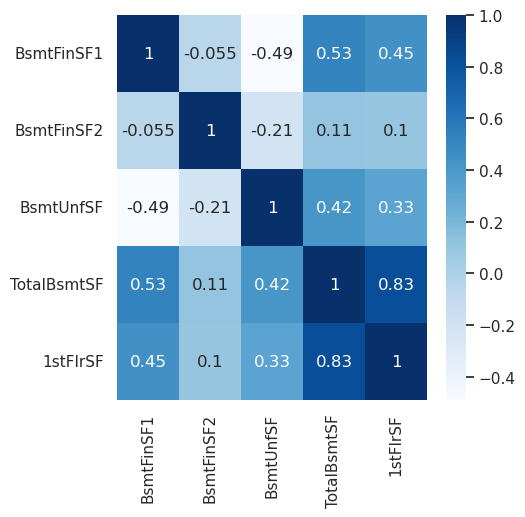 BsmtFinSF1 1 -0.055 -0.49 0.53 0.45
BsmtFinSF2 -0.055 1 -0.21 0.11 0.1
BsmtUnfSF -0.49 -0.21 1 0.42 0.33
TotalBsmtSF 0.53 0.11 0.42 1 0.83
1stFlrSF 0.45 0.1 0.33 0.83 1
BsmtFinSF1 BsmtFinSF2 BsmtUnfSF TotalBsmtSF 1stFlrSF
1.0
0.8
0.6
0.4
0.2
0.0
−0.2
−0.4